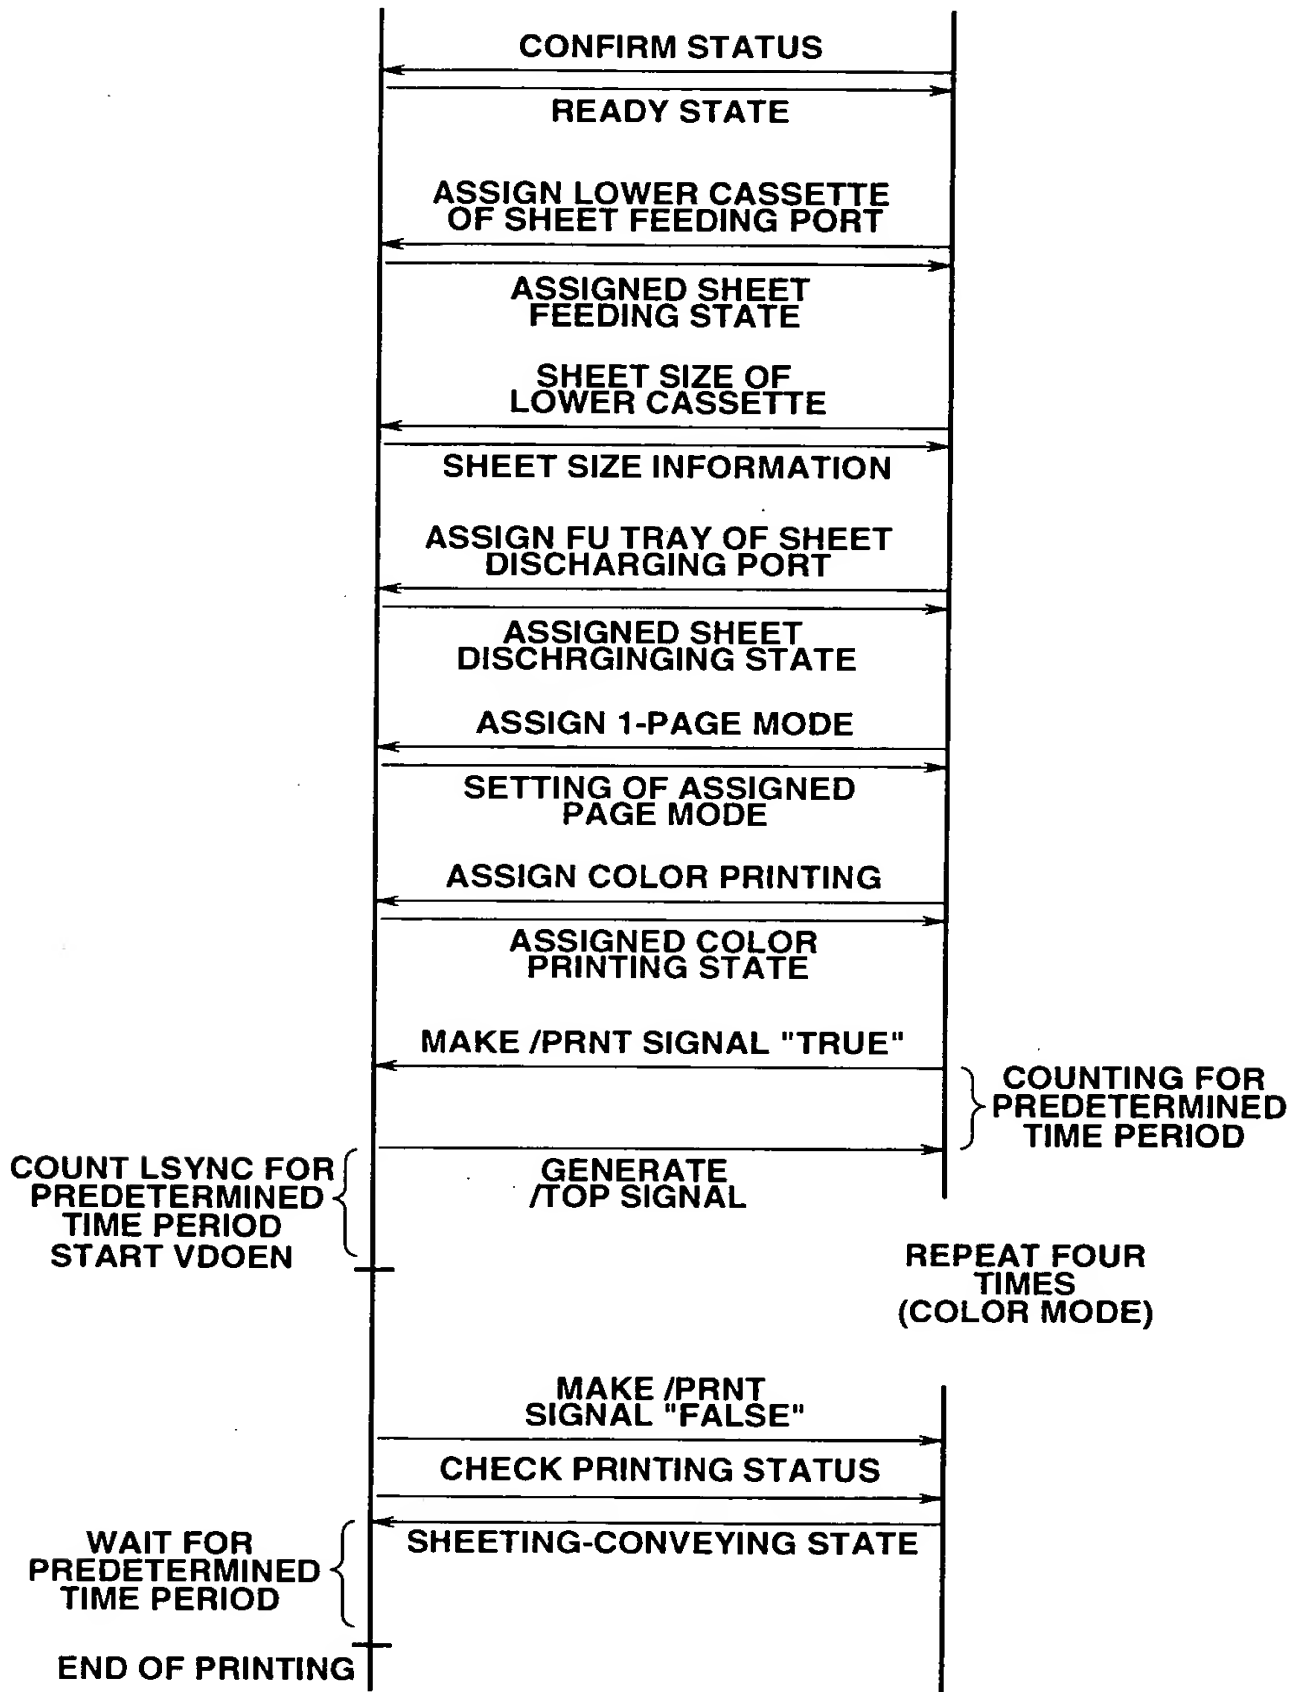 CONFIRM STATUS
READY STATE
ASSIGN LOWER CASSETTE
OF SHEET FEEDING PORT
ASSIGNED SHEET
FEEDING STATE
SHEET SIZE OF
LOWER CASSETTE
SHEET SIZE INFORMATION
ASSIGN FU TRAY OF SHEET
DISCHARGING PORT
ASSIGNED SHEET
DISCHRGINGING STATE
ASSIGN 1-PAGE MODE
SETTING OF ASSIGNED
PAGE MODE
ASSIGN COLOR PRINTING
ASSIGNED COLOR
PRINTING STATE
MAKE /PRNT SIGNAL "TRUE"
COUNTING FOR
PREDETERMINED
TIME PERIOD
COUNT LSYNC FOR
PREDETERMINED
TIME PERIOD
START VDOEN
GENERATE
/TOP SIGNAL
REPEAT FOUR
TIMES
(COLOR MODE)
MAKE /PRNT
SIGNAL "FALSE"
CHECK PRINTING STATUS
SHEETING-CONVEYING STATE
WAIT FOR
PREDETERMINED
TIME PERIOD
END OF PRINTING